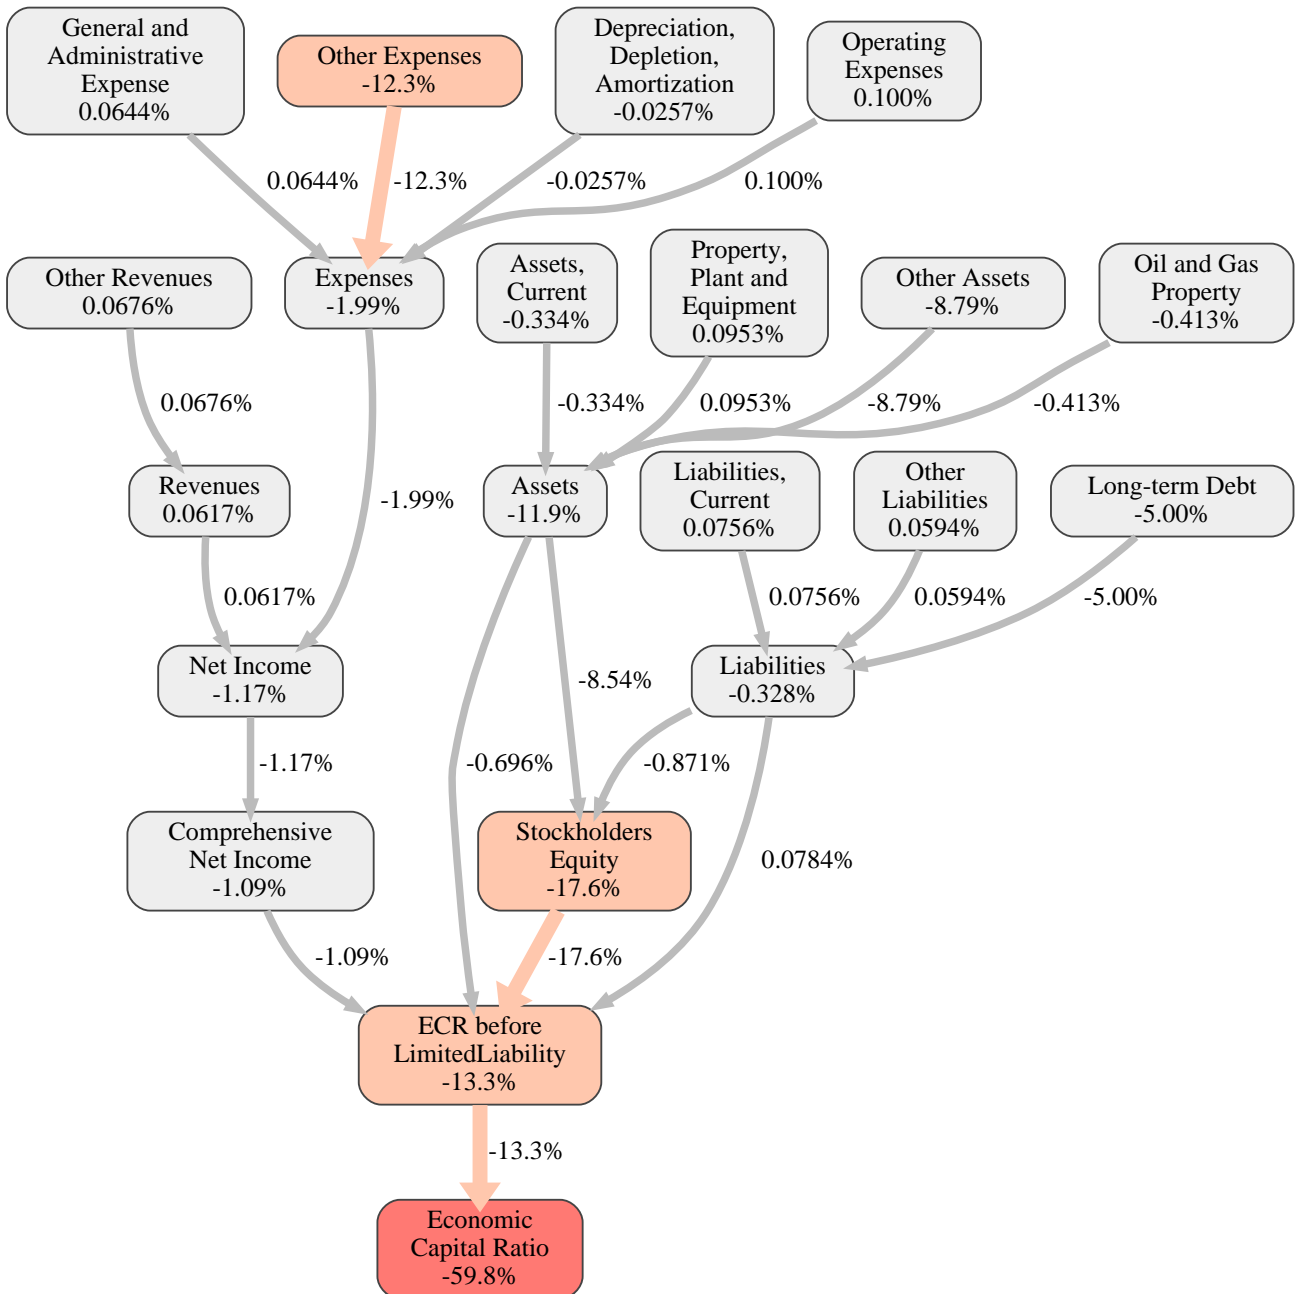 General and
Administrative
Expense
0.0644%
Other Expenses
-12.3%
Depreciation,
Depletion,
Amortization
-0.0257%
Operating
Expenses
0.100%
0.0644%
-12.3%
-0.0257%
0.100%
Other Revenues
0.0676%
Expenses
-1.99%
Assets,
Current
-0.334%
Property,
Plant and
Equipment
0.0953%
Other Assets
-8.79%
Oil and Gas
Property
-0.413%
0.0676%
-0.334%
0.0953%
-8.79%
-0.413%
Revenues
0.0617%
-1.99%
Assets
-11.9%
Liabilities,
Current
0.0756%
Other
Liabilities
0.0594%
Long-term Debt
-5.00%
0.0617%
0.0756%
0.0594%
-5.00%
Net Income
-1.17%
-8.54%
Liabilities
-0.328%
-1.17%
-0.696%
-0.871%
Comprehensive
Net Income
-1.09%
Stockholders
Equity
-17.6%
0.0784%
-1.09%
-17.6%
ECR before
LimitedLiability
-13.3%
-13.3%
Economic
Capital Ratio
-59.8%